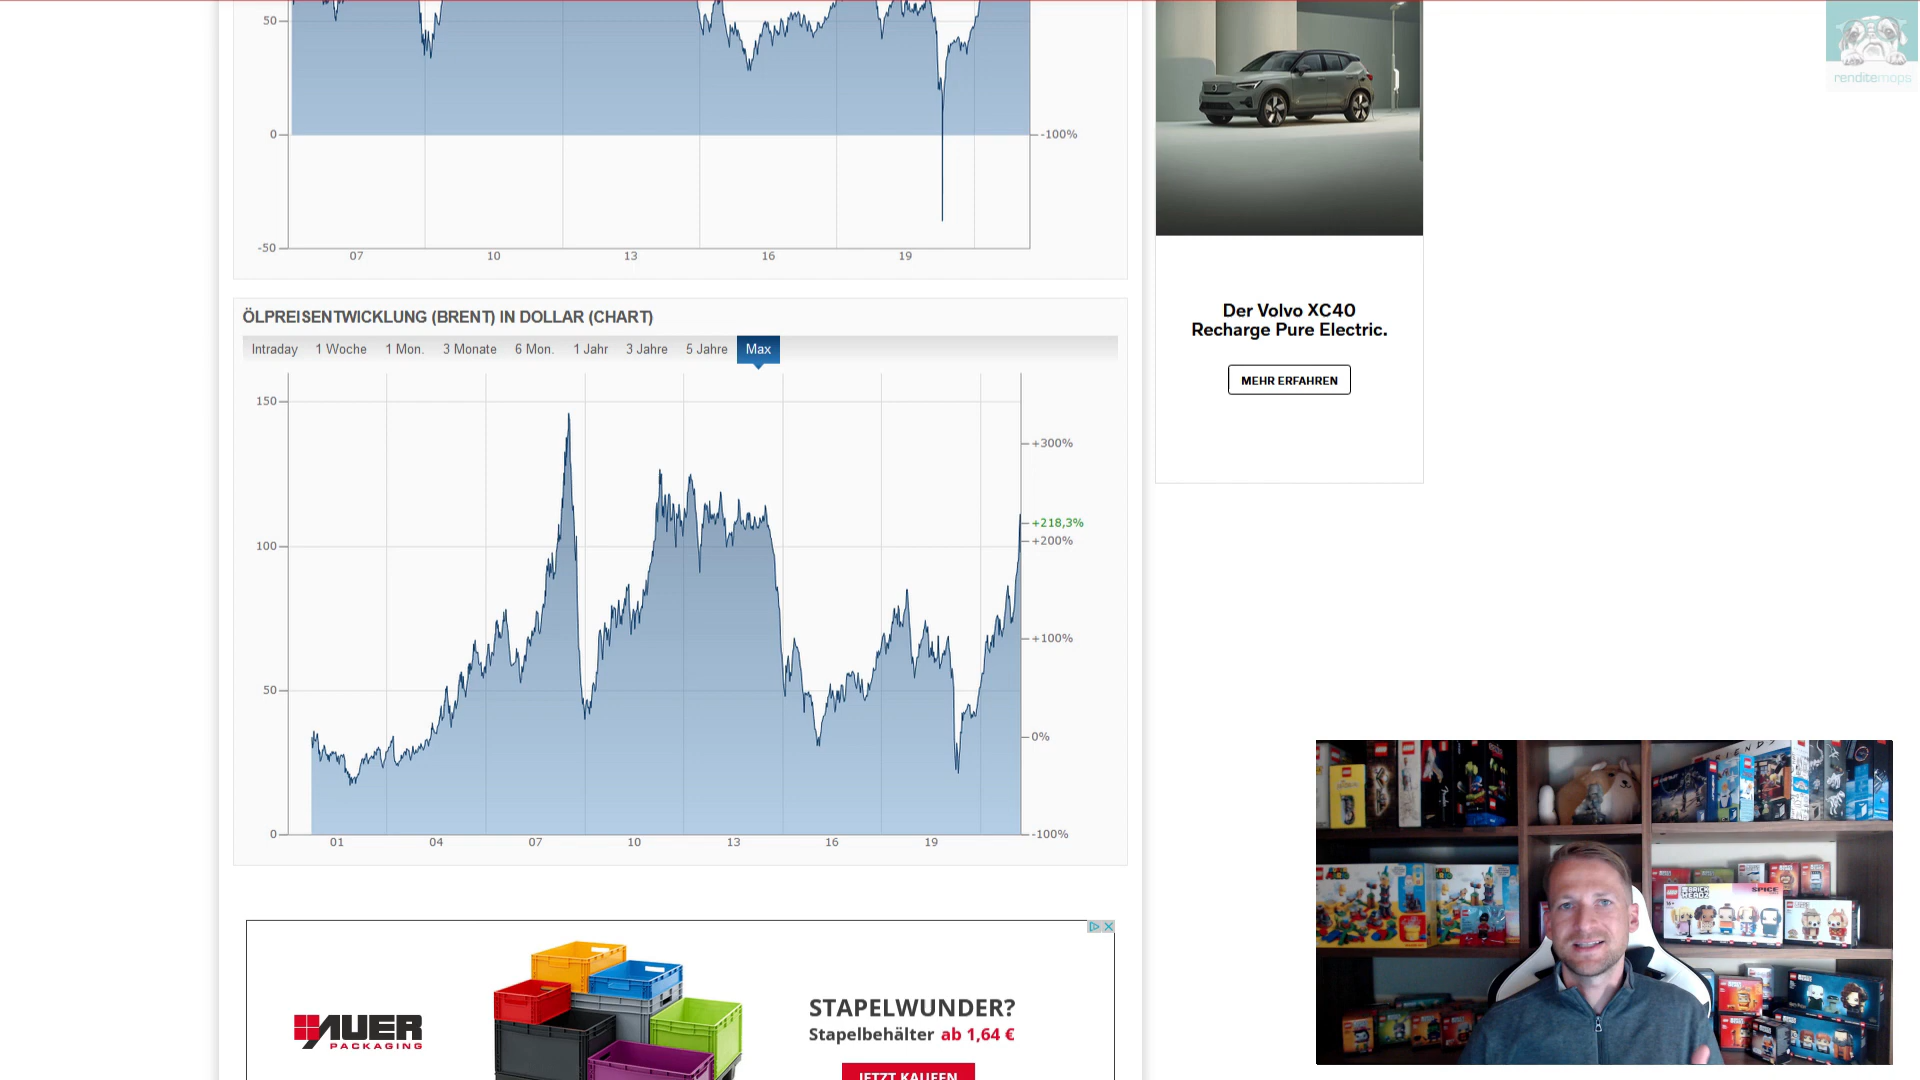 renditemops
50
0
-100%
-50
07
10
13
16
19
ÖLPREISENTWICKLUNG (BRENT) IN DOLLAR (CHART)
Intraday
1 Woche
1 Mon.
3 Monate
6 Mon.
1 Jahr
3 Jahre
5 Jahre
Max
150
100
50
0
+300%
+218,3%
+200%
+100%
0%
-100%
01
04
07
10
13
16
19
Der Volvo XC40
Recharge Pure Electric.
MEHR ERFAHREN
AUER
PACKAGING
STAPELWUNDER?
Stapelbehälter ab 1,64 €
JETZT KAUFEN
SPICE